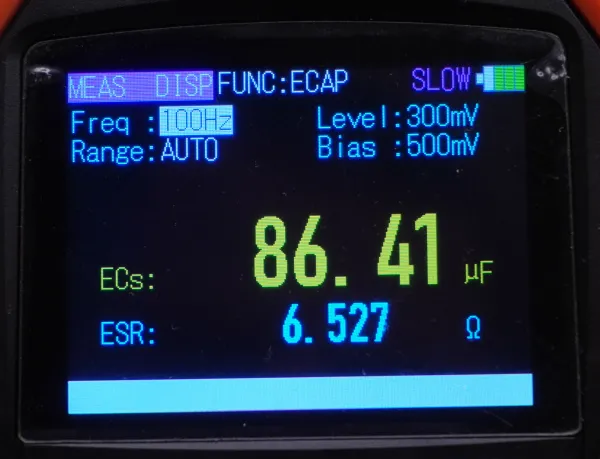 MEAS DISP FUNC:ECAP SLOW
Freq :100Hz Level:300mV
Range:AUTO Bias :500mV
ECs: 86.41 µF
ESR: 6.527 Ω